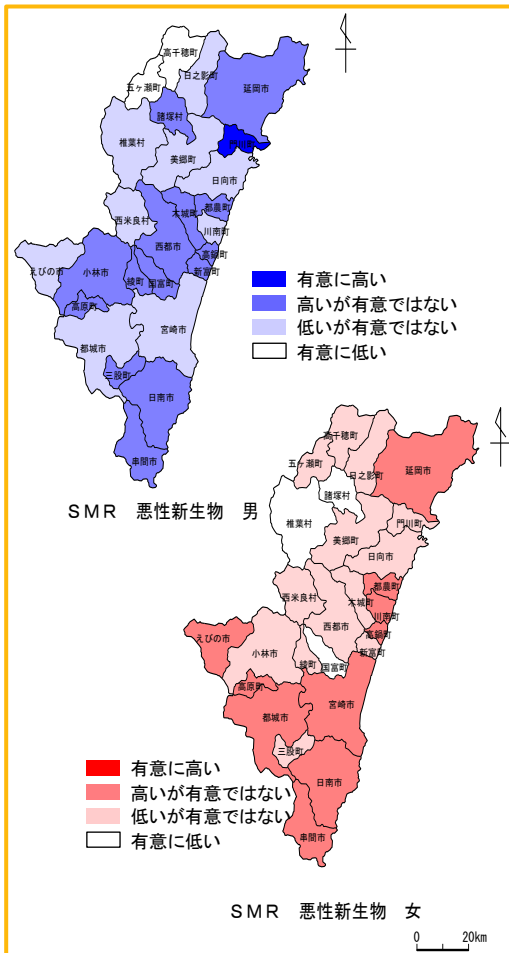 高千穂町
日之影町
延岡市
五ヶ瀬町
諸塚村
門川町
椎葉村
美郷町
日向市
西米良村
木城町
都農町
川南町
西都市
高鍋町
えびの市
小林市
綾町
国富町
新富町
高原町
宮崎市
都城市
三股町
日南市
串間市
有意に高い
高いが有意ではない
低いが有意ではない
有意に低い
SMR 悪性新生物 男
高千穂町
五ヶ瀬町
日之影町
延岡市
諸塚村
椎葉村
門川町
美郷町
日向市
西米良村
木城町
都農町
川南町
西都市
高鍋町
えびの市
小林市
綾町
国富町
新富町
高原町
宮崎市
都城市
三股町
日南市
串間市
有意に高い
高いが有意ではない
低いが有意ではない
有意に低い
SMR 悪性新生物 女
0 20km